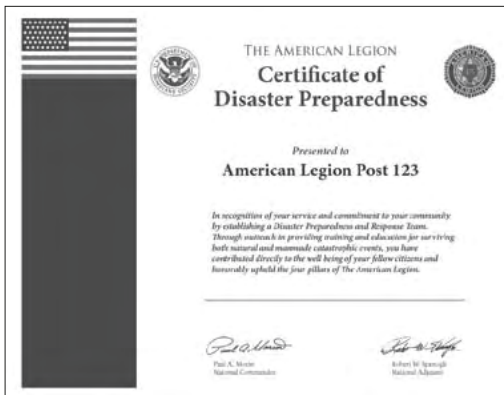 THE AMERICAN LEGION
Certificate of
Disaster Preparedness
Presented to
American Legion Post 123
In recognition of your service and commitment to your community
by establishing a Disaster Preparedness and Response Team.
Through outreach in providing training and education for surviving
both natural and manmade catastrophic events, you have
contributed directly to the well being of your fellow citizens and
honorably upheld the four pillars of The American Legion.
Paul A. Morin
National Commander
Robert W. Spanogle
National Adjutant